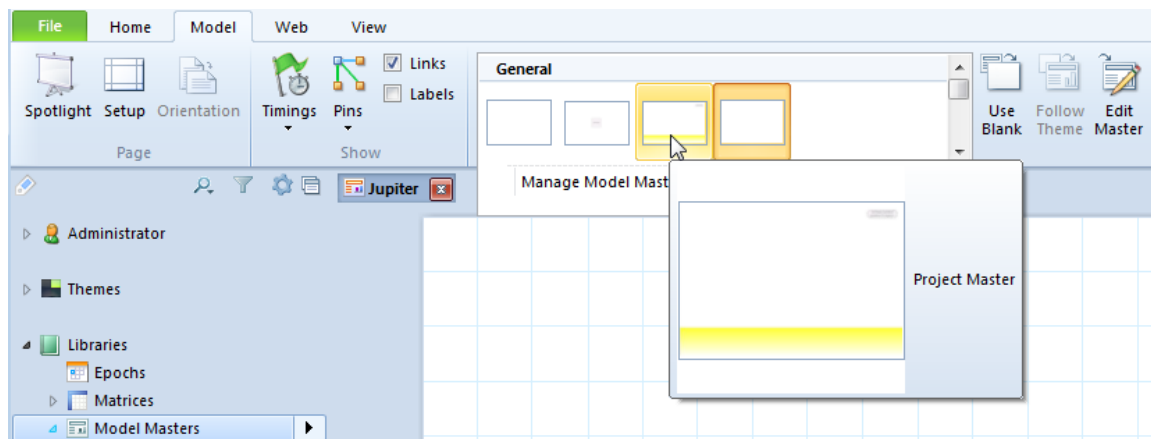 File Home Model Web View
Links
Labels
General
Spotlight Setup Orientation
Timings Pins
Use Blank
Follow Theme
Edit Master
Page
Show
Manage Model Mast
Jupiter
Project Master
Administrator
Themes
Libraries
Epochs
Matrices
Model Masters